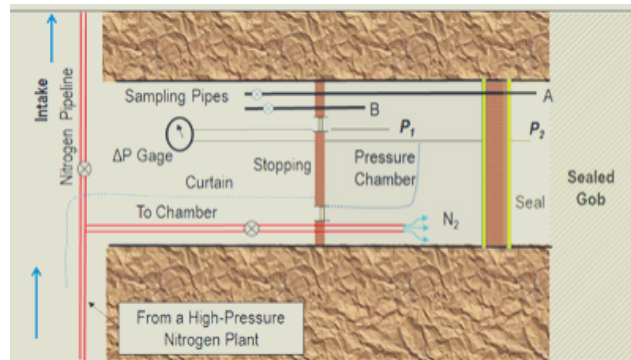 Intake
Nitrogen Pipeline
Sampling Pipes
A
B
P1
P2
ΔP Gage
Stopping
Pressure
Chamber
Curtain
Sealed
Gob
Seal
To Chamber
N2
From a High-Pressure
Nitrogen Plant